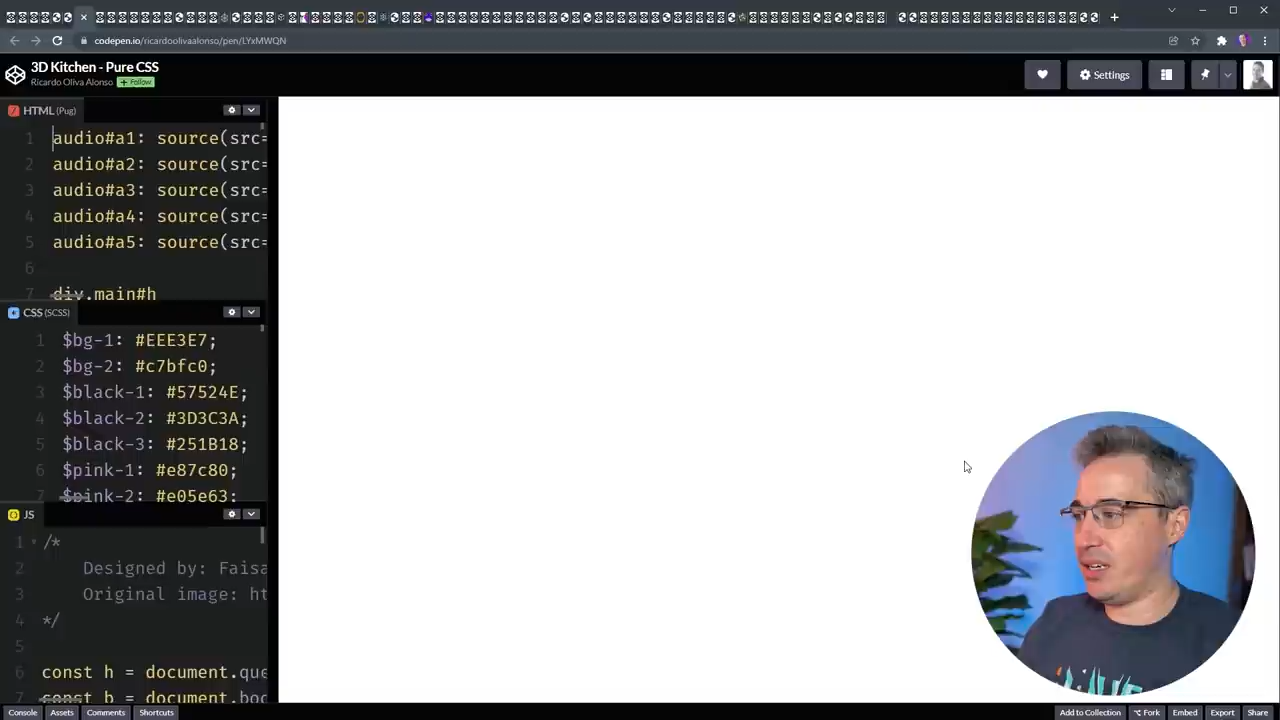 codepen.io/ricardoolivaalonso/pen/LYxMWQN
3D Kitchen - Pure CSS
Ricardo Oliva Alonso
+ Follow
Settings
HTML (Pug)
1 audio#a1: source(src=
2 audio#a2: source(src=
3 audio#a3: source(src=
4 audio#a4: source(src=
5 audio#a5: source(src=
6
7 div.main#h
CSS (SCSS)
1 $bg-1: #EEE3E7;
2 $bg-2: #c7bfc0;
3 $black-1: #57524E;
4 $black-2: #3D3C3A;
5 $black-3: #251B18;
6 $pink-1: #e87c80;
7 $pink-2: #e05e63;
JS
1 /*
2 Designed by: Faisa
3 Original image: ht
4 */
5
6 const h = document.que
7 const b = document.boc
Console
Assets
Comments
Shortcuts
Add to Collection
Fork
Embed
Export
Share